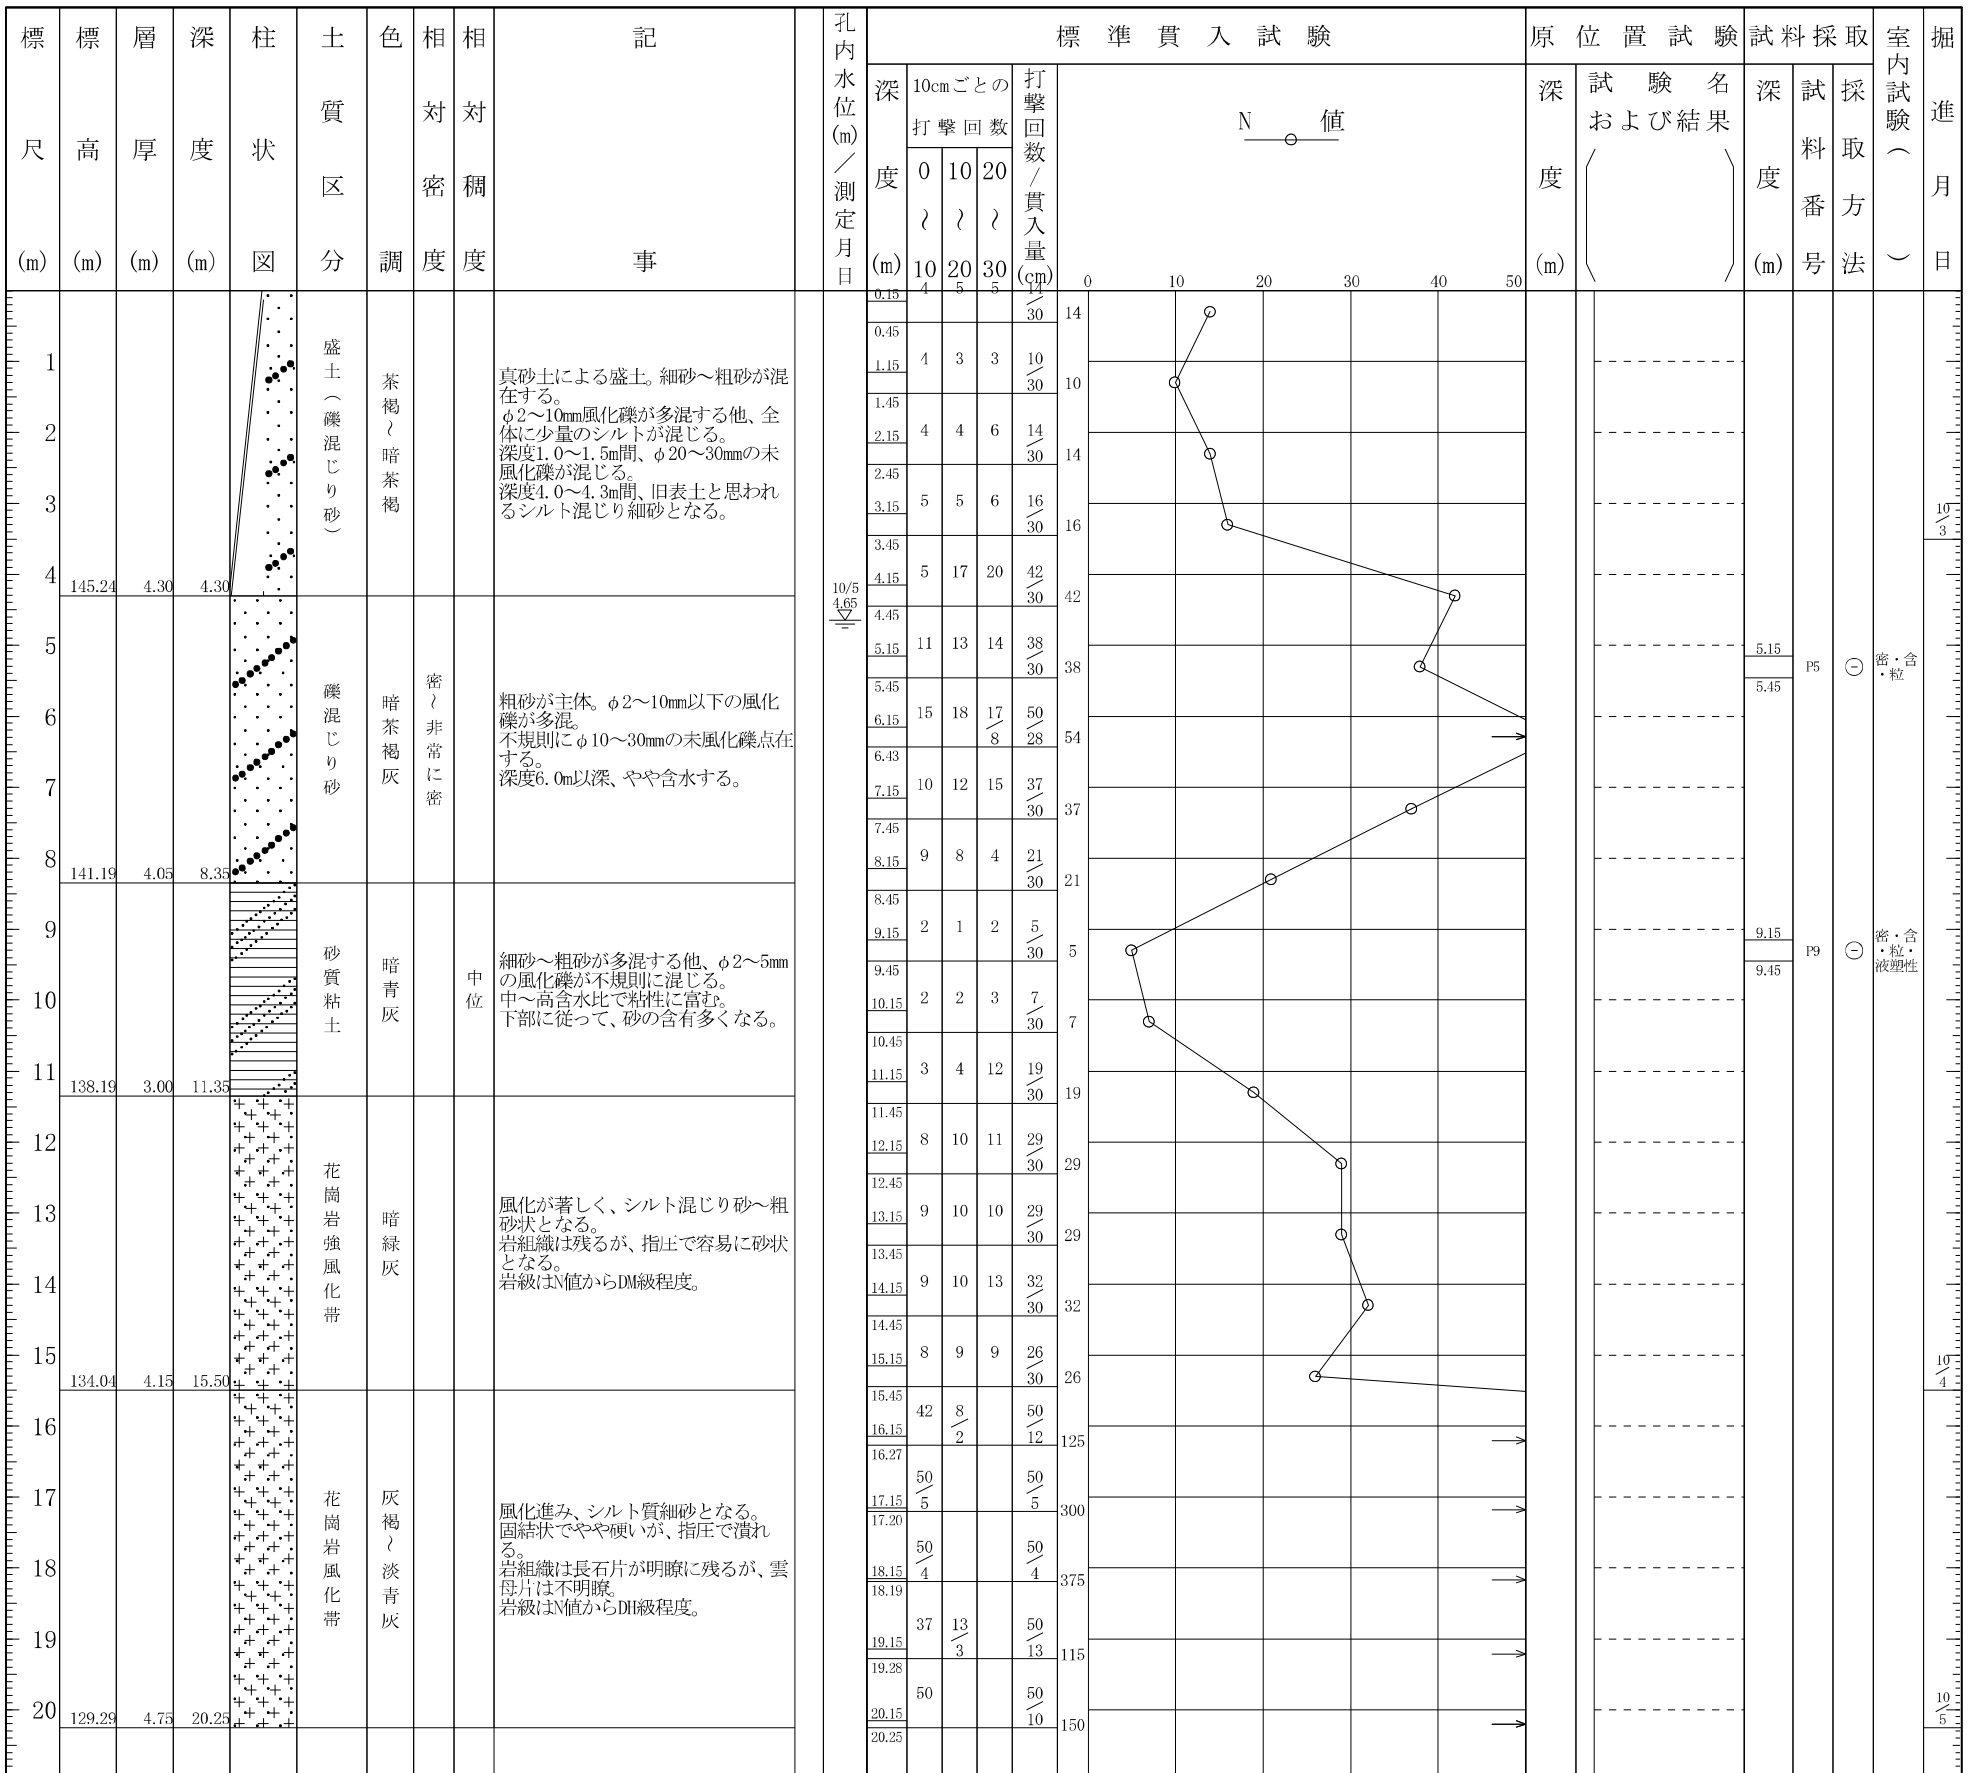 標尺(m)
標高(m)
層厚(m)
深度(m)
柱状図
土質区分
色調
相対密度
相対稠度
記事
孔内水位(m)／測定月日
標準貫入試験
深度(m)
10cmごとの
打撃回数
0〜10
10〜20
20〜30
打撃回数/貫入量(cm)
N 値
0 10 20 30 40 50
原位置試験
深度(m)
試験名
および結果
試料採取
深度(m)
試料番号
採取方法
室内試験（ ）
掘進月日
1
2
3
4
5
6
7
8
9
10
11
12
13
14
15
16
17
18
19
20
145.24 4.30 4.30
盛土（礫混じり砂）
茶褐〜暗茶褐
真砂土による盛土。細砂〜粗砂が混
在する。
φ2〜10mm風化礫が多混する他、全
体に少量のシルトが混じる。
深度1.0〜1.5m間、φ20〜30mmの未
風化礫が混じる。
深度4.0〜4.3m間、旧表土と思われ
るシルト混じり細砂となる。
141.19 4.05 8.35
礫混じり砂
暗茶褐灰
密〜非常に密
粗砂が主体。φ2〜10mm以下の風化
礫が多混。
不規則にφ10〜30mmの未風化礫点在
する。
深度6.0m以深、やや含水する。
138.19 3.00 11.35
砂質粘土
暗青灰
中位
細砂〜粗砂が多混する他、φ2〜5mm
の風化礫が不規則に混じる。
中〜高含水比で粘性に富む。
下部に従って、砂の含有多くなる。
134.04 4.15 15.50
花崗岩強風化帯
暗緑灰
風化が著しく、シルト混じり砂〜粗
砂状となる。
岩組織は残るが、指圧で容易に砂状
となる。
岩級はN値からDM級程度。
129.29 4.75 20.25
花崗岩風化帯
灰褐〜淡青灰
風化進み、シルト質細砂となる。
固結状でやや硬いが、指圧で潰れ
る。
岩組織は長石片が明瞭に残るが、雲
母片は不明瞭。
岩級はN値からDH級程度。
10/5
4.65
0.15 4 5 5 14/30 14
0.45
1.15 4 3 3 10/30 10
1.45
2.15 4 4 6 14/30 14
2.45
3.15 5 5 6 16/30 16
3.45
4.15 5 17 20 42/30 42
4.45
5.15 11 13 14 38/30 38
5.45
6.15 15 18 17/8 50/28 54
6.43
7.15 10 12 15 37/30 37
7.45
8.15 9 8 4 21/30 21
8.45
9.15 2 1 2 5/30 5
9.45
10.15 2 2 3 7/30 7
10.45
11.15 3 4 12 19/30 19
11.45
12.15 8 10 11 29/30 29
12.45
13.15 9 10 10 29/30 29
13.45
14.15 9 10 13 32/30 32
14.45
15.15 8 9 9 26/30 26
15.45
16.15 42 8/2 50/12 125
16.27
17.15 50/5 50/5 300
17.20
18.15 50/4 50/4 375
18.19
19.15 37 13/3 50/13 115
19.28
20.15 50 50/10 150
20.25
5.15
5.45
P5
密・含
・粒
9.15
9.45
P9
密・含
・粒・
液塑性
10/3
10/4
10/5